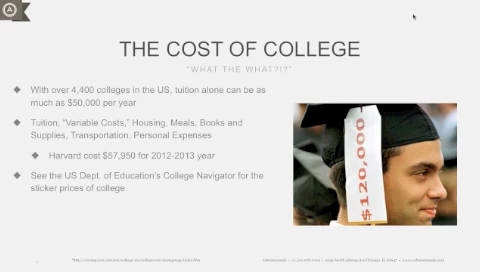 A
THE COST OF COLLEGE
"WHAT THE WHAT?!?"
With over 4,400 colleges in the US, tuition alone can be as
much as $50,000 per year
Tuition, "Variable Costs," Housing, Meals, Books and
Supplies, Transportation, Personal Expenses
Harvard cost $57,950 for 2012-2013 year
See the US Dept. of Education's College Navigator for the
sticker prices of college
$120,000